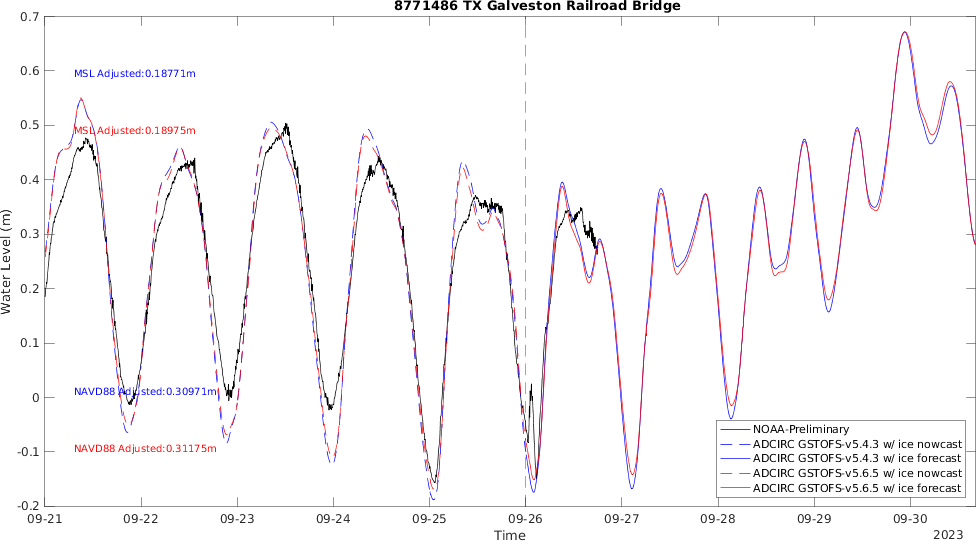 8771486 TX Galveston Railroad Bridge
0.7
0.6
0.5
0.4
0.3
0.2
0.1
0
-0.1
-0.2
Water Level (m)
MSL Adjusted:0.18771m
MSL Adjusted:0.18975m
NAVD88 Adjusted:0.30971m
NAVD88 Adjusted:0.31175m
NOAA-Preliminary
ADCIRC GSTOFS-v5.4.3 w/ ice nowcast
ADCIRC GSTOFS-v5.4.3 w/ ice forecast
ADCIRC GSTOFS-v5.6.5 w/ ice nowcast
ADCIRC GSTOFS-v5.6.5 w/ ice forecast
09-21 09-22 09-23 09-24 09-25 09-26 09-27 09-28 09-29 09-30
Time
2023